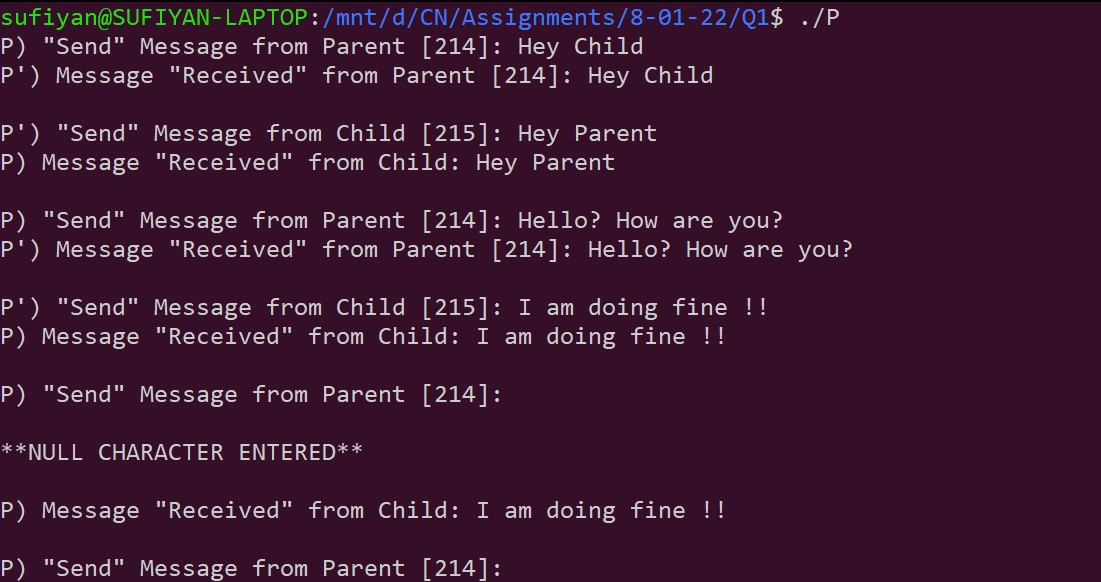 sufiyan@SUFIYAN-LAPTOP:/mnt/d/CN/Assignments/8-01-22/Q1$ ./P
P) "Send" Message from Parent [214]: Hey Child
P') Message "Received" from Parent [214]: Hey Child
P') "Send" Message from Child [215]: Hey Parent
P) Message "Received" from Child: Hey Parent
P) "Send" Message from Parent [214]: Hello? How are you?
P') Message "Received" from Parent [214]: Hello? How are you?
P') "Send" Message from Child [215]: I am doing fine !!
P) Message "Received" from Child: I am doing fine !!
P) "Send" Message from Parent [214]:
**NULL CHARACTER ENTERED**
P) Message "Received" from Child: I am doing fine !!
P) "Send" Message from Parent [214]: